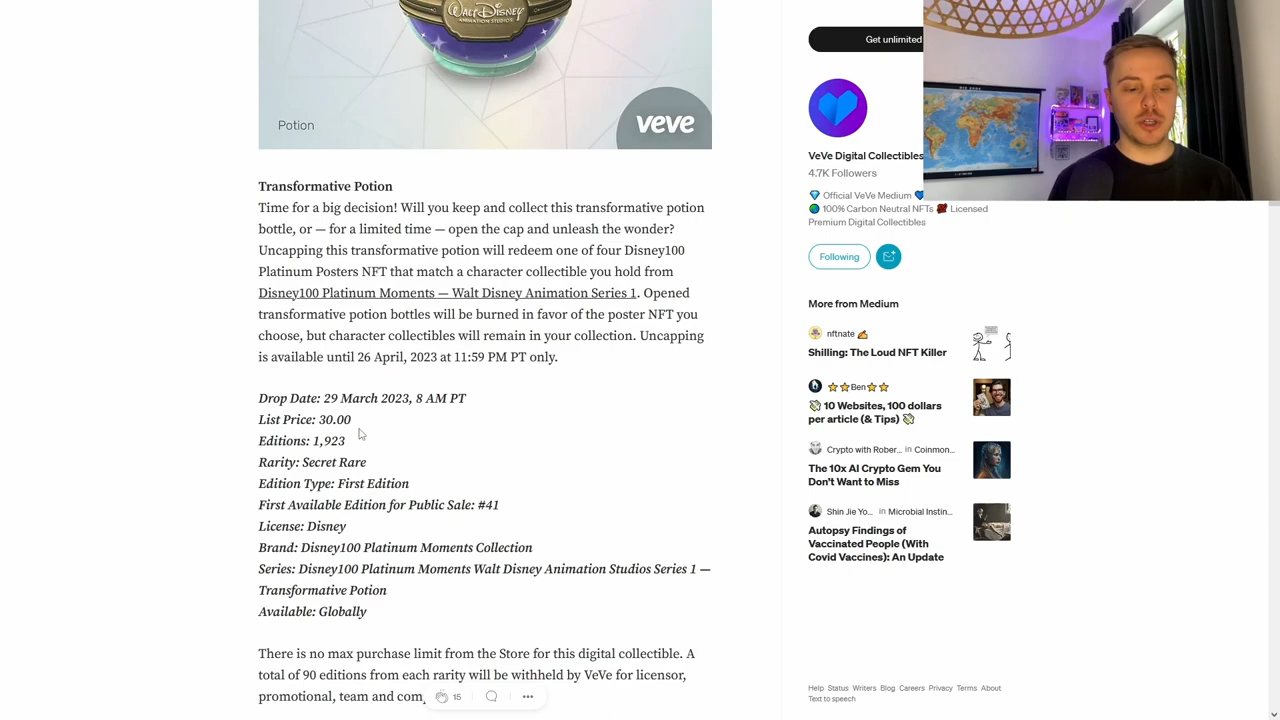 WALT DISNEY
ANIMATION STUDIOS
Potion
veve
Transformative Potion
Time for a big decision! Will you keep and collect this transformative potion
bottle, or — for a limited time — open the cap and unleash the wonder?
Uncapping this transformative potion will redeem one of four Disney100
Platinum Posters NFT that match a character collectible you hold from
Disney100 Platinum Moments — Walt Disney Animation Series 1. Opened
transformative potion bottles will be burned in favor of the poster NFT you
choose, but character collectibles will remain in your collection. Uncapping
is available until 26 April, 2023 at 11:59 PM PT only.
Drop Date: 29 March 2023, 8 AM PT
List Price: 30.00
Editions: 1,923
Rarity: Secret Rare
Edition Type: First Edition
First Available Edition for Public Sale: #41
License: Disney
Brand: Disney100 Platinum Moments Collection
Series: Disney100 Platinum Moments Walt Disney Animation Studios Series 1 —
Transformative Potion
Available: Globally
There is no max purchase limit from the Store for this digital collectible. A
total of 90 editions from each rarity will be withheld by VeVe for licensor,
promotional, team and
15
Get unlimited
VeVe Digital Collectibles
4.7K Followers
💎 Official VeVe Medium 💙
🌍 100% Carbon Neutral NFTs Licensed
Premium Digital Collectibles
Following
More from Medium
nftnate ✍️
Shilling: The Loud NFT Killer
⭐⭐Ben⭐⭐
💸 10 Websites, 100 dollars
per article (& Tips) 💸
Crypto with Rober… in Coinmon…
The 10x AI Crypto Gem You
Don't Want to Miss
Shin Jie Yo… in Microbial Instin…
Autopsy Findings of
Vaccinated People (With
Covid Vaccines): An Update
Help Status Writers Blog Careers Privacy Terms About
Text to speech